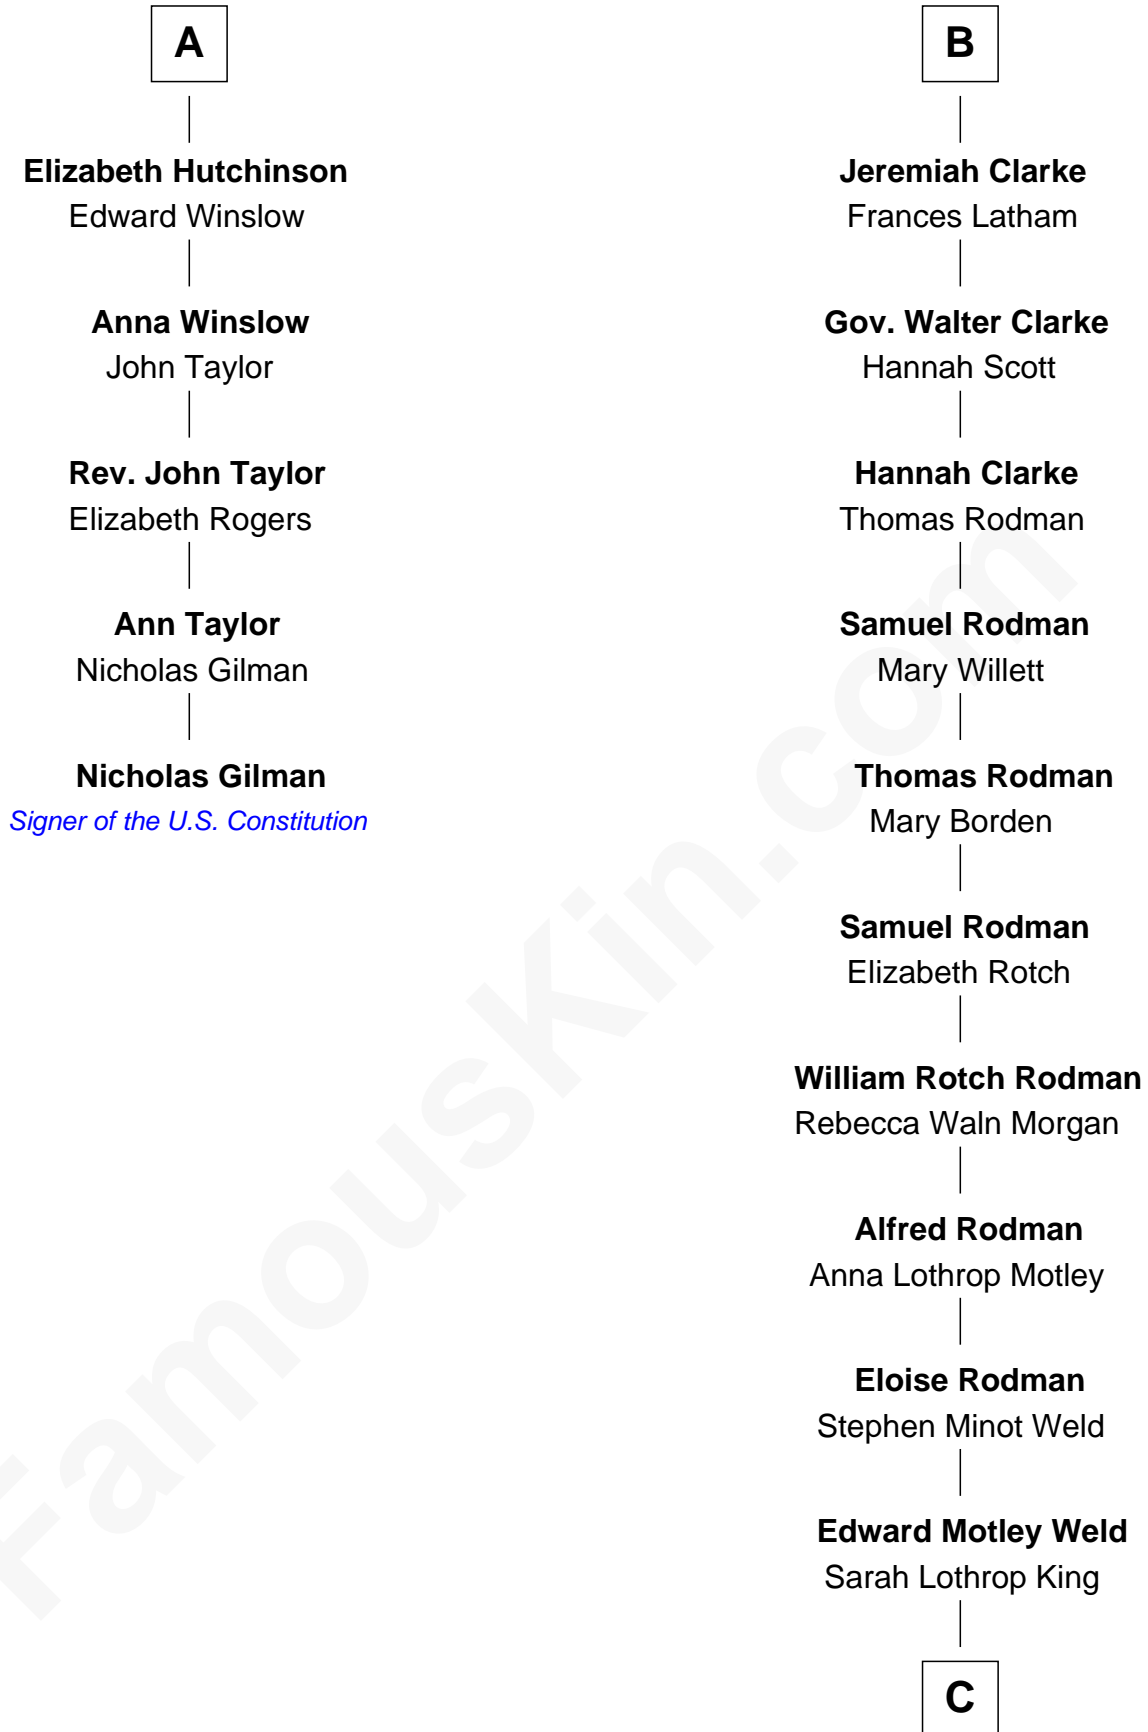 A
Elizabeth Hutchinson
Edward Winslow
Anna Winslow
John Taylor
Rev. John Taylor
Elizabeth Rogers
Ann Taylor
Nicholas Gilman
Nicholas Gilman
Signer of the U.S. Constitution
B
Jeremiah Clarke
Frances Latham
Gov. Walter Clarke
Hannah Scott
Hannah Clarke
Thomas Rodman
Samuel Rodman
Mary Willett
Thomas Rodman
Mary Borden
Samuel Rodman
Elizabeth Rotch
William Rotch Rodman
Rebecca Waln Morgan
Alfred Rodman
Anna Lothrop Motley
Eloise Rodman
Stephen Minot Weld
Edward Motley Weld
Sarah Lothrop King
C
FamousKin.com